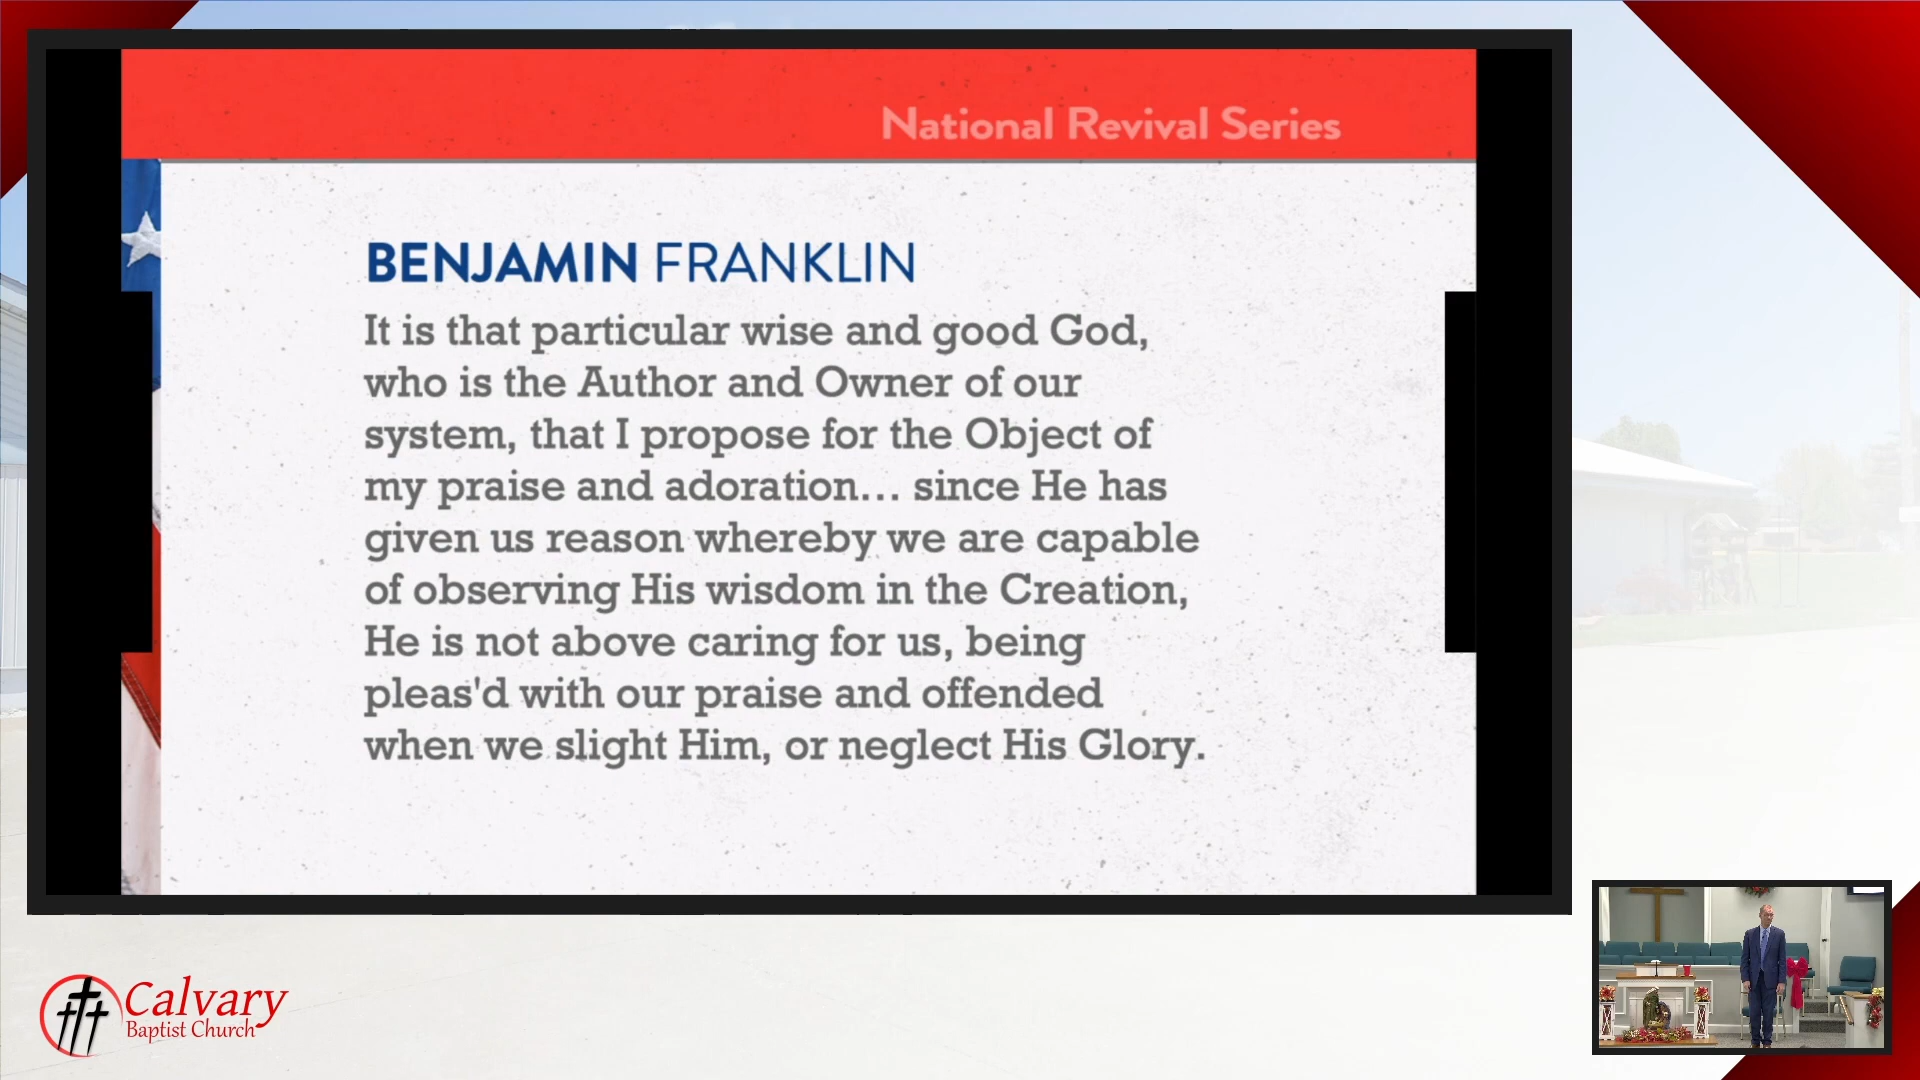 National Revival Series
BENJAMIN FRANKLIN
It is that particular wise and good God,
who is the Author and Owner of our
system, that I propose for the Object of
my praise and adoration... since He has
given us reason whereby we are capable
of observing His wisdom in the Creation,
He is not above caring for us, being
pleas'd with our praise and offended
when we slight Him, or neglect His Glory.
Calvary
Baptist Church